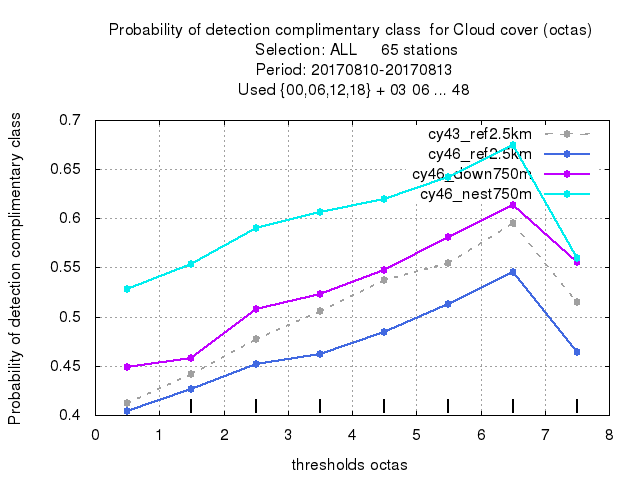 Probability of detection complimentary class  for Cloud cover (octas)
Selection: ALL     65 stations
Period: 20170810-20170813
Used {00,06,12,18} + 03 06 ... 48
Probability of detection complimentary class
0.7
0.65
0.6
0.55
0.5
0.45
0.4
cy43_ref2.5km
cy46_ref2.5km
cy46_down750m
cy46_nest750m
0 1 2 3 4 5 6 7 8
thresholds octas